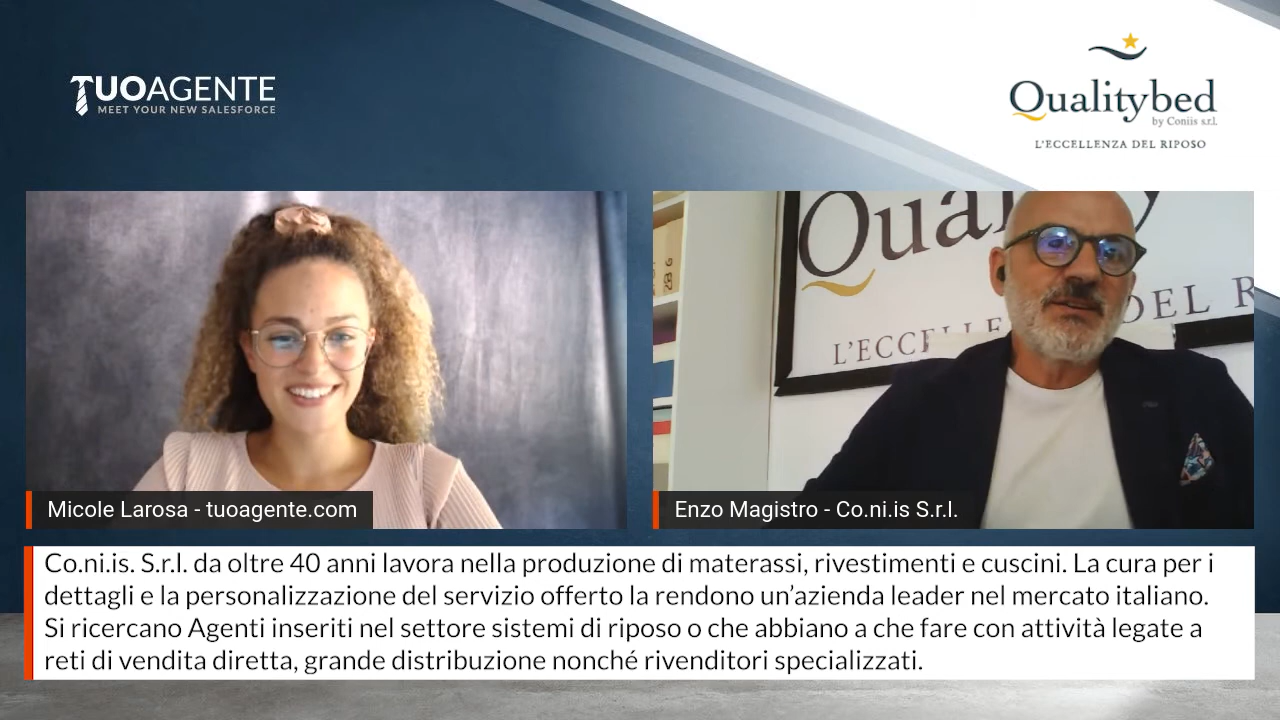 TUOAGENTE
MEET YOUR NEW SALESFORCE
Qualitybed
by Coniis s.r.l.
L'ECCELLENZA DEL RIPOSO
Quali
L'ECCELLE DEL R
Micole Larosa - tuoagente.com
Enzo Magistro - Co.ni.is S.r.l.
Co.ni.is. S.r.l. da oltre 40 anni lavora nella produzione di materassi, rivestimenti e cuscini. La cura per i
dettagli e la personalizzazione del servizio offerto la rendono un'azienda leader nel mercato italiano.
Si ricercano Agenti inseriti nel settore sistemi di riposo o che abbiano a che fare con attività legate a
reti di vendita diretta, grande distribuzione nonché rivenditori specializzati.